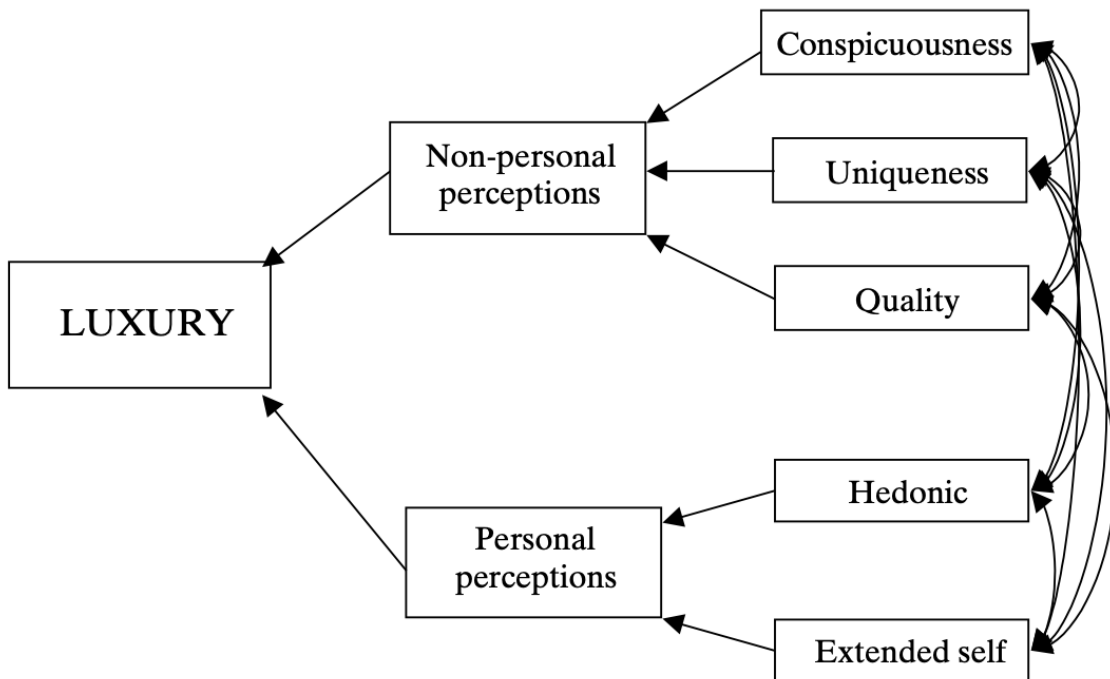 Conspicuousness
Non-personal
perceptions
Uniqueness
Quality
LUXURY
Hedonic
Personal
perceptions
Extended self